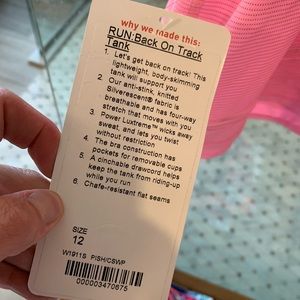 why we made this:
RUN:Back On Track
Tank
1. Let's get back on track! This
lightweight, body-skimming
tank will support you
2. Our anti-stink, knitted
Silverescent® fabric is
breathable and has four-way
stretch that moves with you
3. Power Luxtreme™ wicks away
sweat, and lets you twist
without restriction
4. The bra construction has
pockets for removable cups
5. A cinchable drawcord helps
keep the tank from riding-up
while you run
6. Chafe-resistant flat seams
SIZE
12
W1911S PISH/CSWP
000003470675